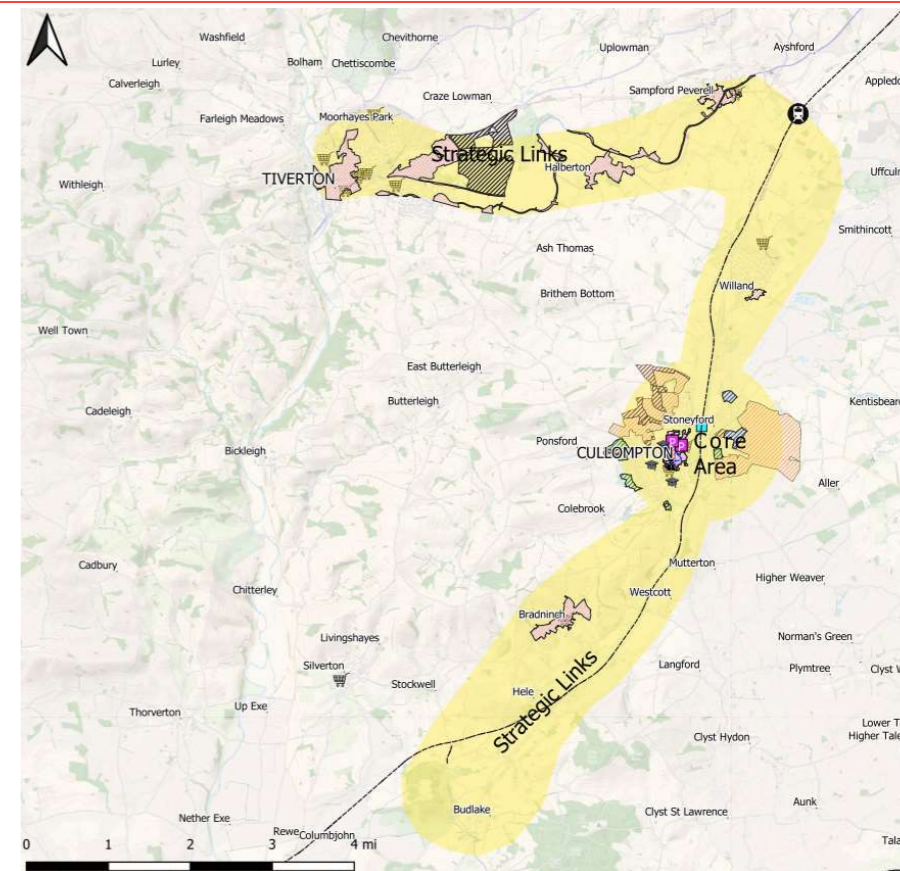 Washfield
Chevithorne
Uplowman
Ayshford
Lurley
Bolham
Chettiscombe
Calverleigh
Sampford Peverell
Craze Lowman
Farleigh Meadows
Moorhayes Park
Strategic Links
Halberton
TIVERTON
Withleigh
Smithincott
Ash Thomas
Willand
Brithem Bottom
Well Town
East Butterleigh
Butterleigh
Cadeleigh
Stoneyford
Bickleigh
Ponsford
CULLOMPTON
Core
Area
P
P
Aller
Colebrook
Cadbury
Mutterton
Higher Weaver
Chitterley
Westcott
Bradninch
Livingshayes
Norman's Green
Silverton
Langford
Plymtree
Stockwell
Hele
Strategic Links
Thorverton
Up Exe
Clyst Hydon
Higher Tale
Budlake
Clyst St Lawrence
Aunk
Nether Exe
Rewe
Columbjohn
0 1 2 3 4 mi